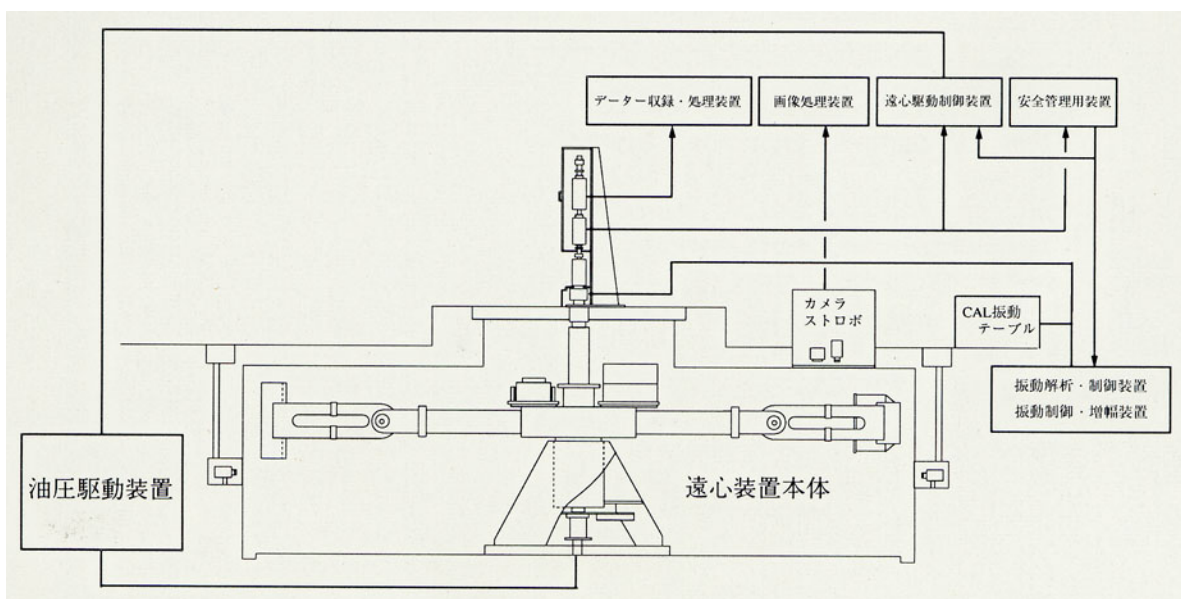 データー収録・処理装置
画像処理装置
遠心駆動制御装置
安全管理用装置
カメラ
ストロボ
CAL振動
テーブル
振動解析・制御装置
振動制御・増幅装置
油圧駆動装置
遠心装置本体